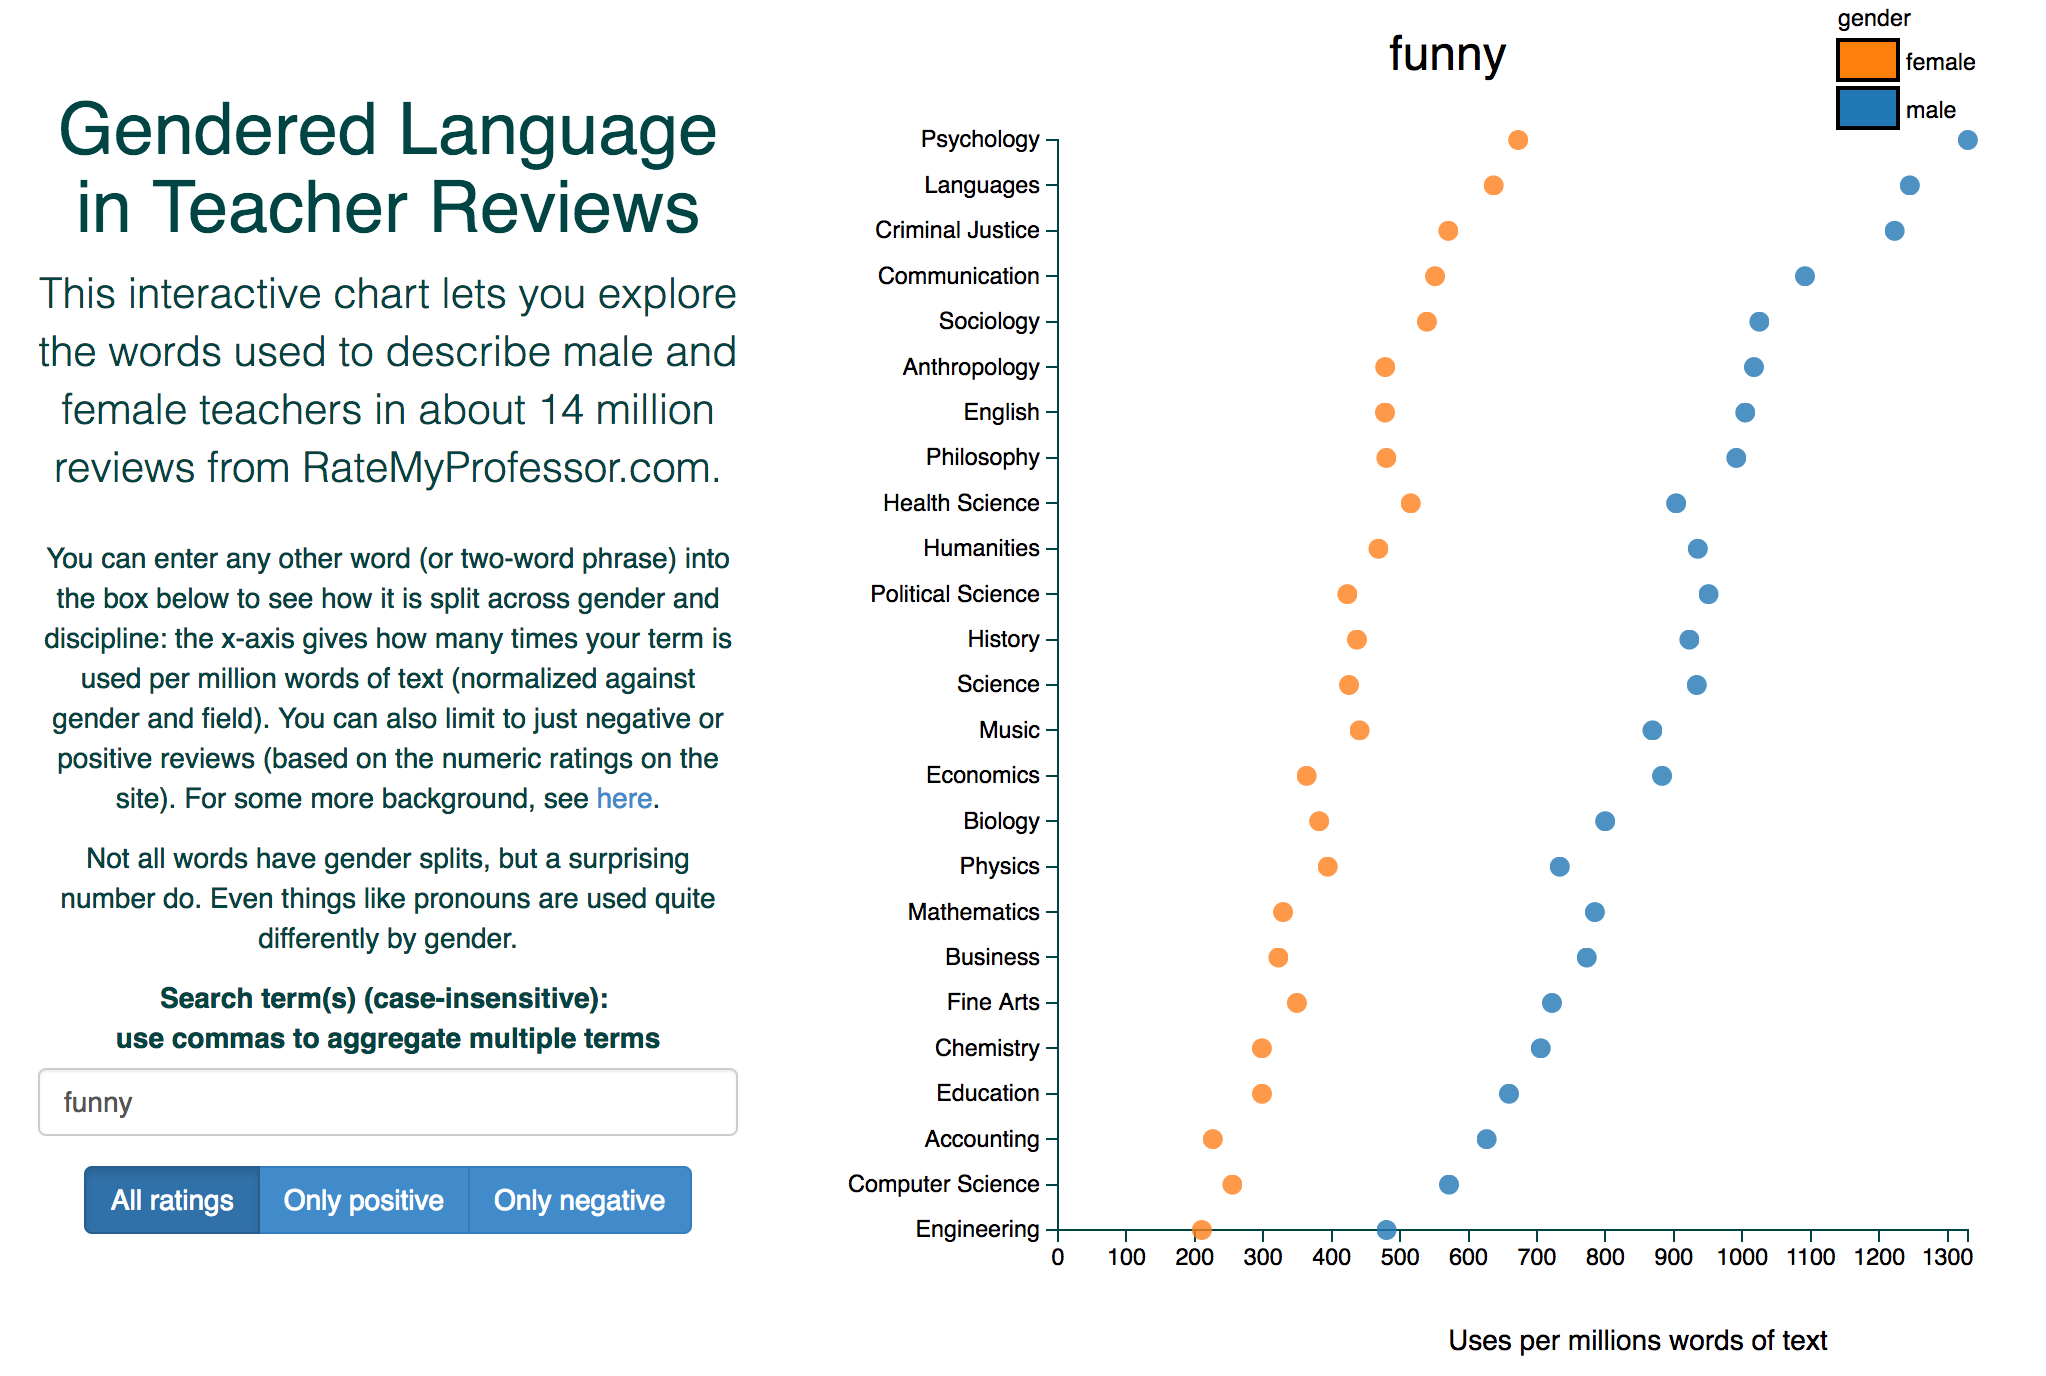 Gendered Language
in Teacher Reviews
This interactive chart lets you explore
the words used to describe male and
female teachers in about 14 million
reviews from RateMyProfessor.com.
You can enter any other word (or two-word phrase) into
the box below to see how it is split across gender and
discipline: the x-axis gives how many times your term is
used per million words of text (normalized against
gender and field). You can also limit to just negative or
positive reviews (based on the numeric ratings on the
site). For some more background, see here.
Not all words have gender splits, but a surprising
number do. Even things like pronouns are used quite
differently by gender.
Search term(s) (case-insensitive):
use commas to aggregate multiple terms
funny
All ratings Only positive Only negative
funny
gender
female
male
Psychology
Languages
Criminal Justice
Communication
Sociology
Anthropology
English
Philosophy
Health Science
Humanities
Political Science
History
Science
Music
Economics
Biology
Physics
Mathematics
Business
Fine Arts
Chemistry
Education
Accounting
Computer Science
Engineering
0 100 200 300 400 500 600 700 800 900 1000 1100 1200 1300
Uses per millions words of text